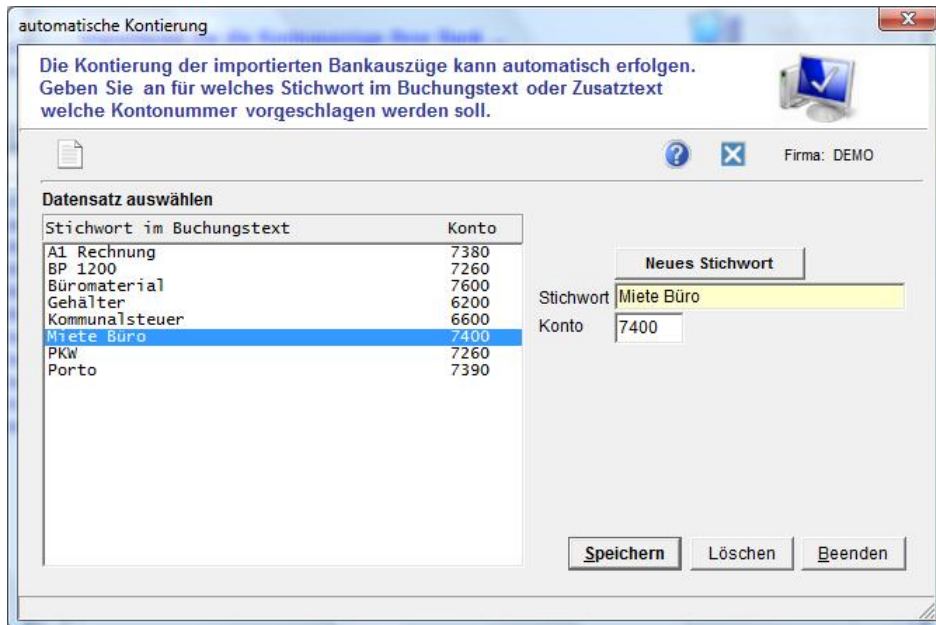 automatische Kontierung
Die Kontierung der importierten Bankauszüge kann automatisch erfolgen.
Geben Sie an für welches Stichwort im Buchungstext oder Zusatztext
welche Kontonummer vorgeschlagen werden soll.
Firma: DEMO
Datensatz auswählen
Stichwort im Buchungstext Konto
A1 Rechnung 7380
BP 1200 7260
Büromaterial 7600
Gehälter 6200
Kommunalsteuer 6600
Miete Büro 7400
PKW 7260
Porto 7390
Neues Stichwort
Stichwort Miete Büro
Konto 7400
Speichern Löschen Beenden